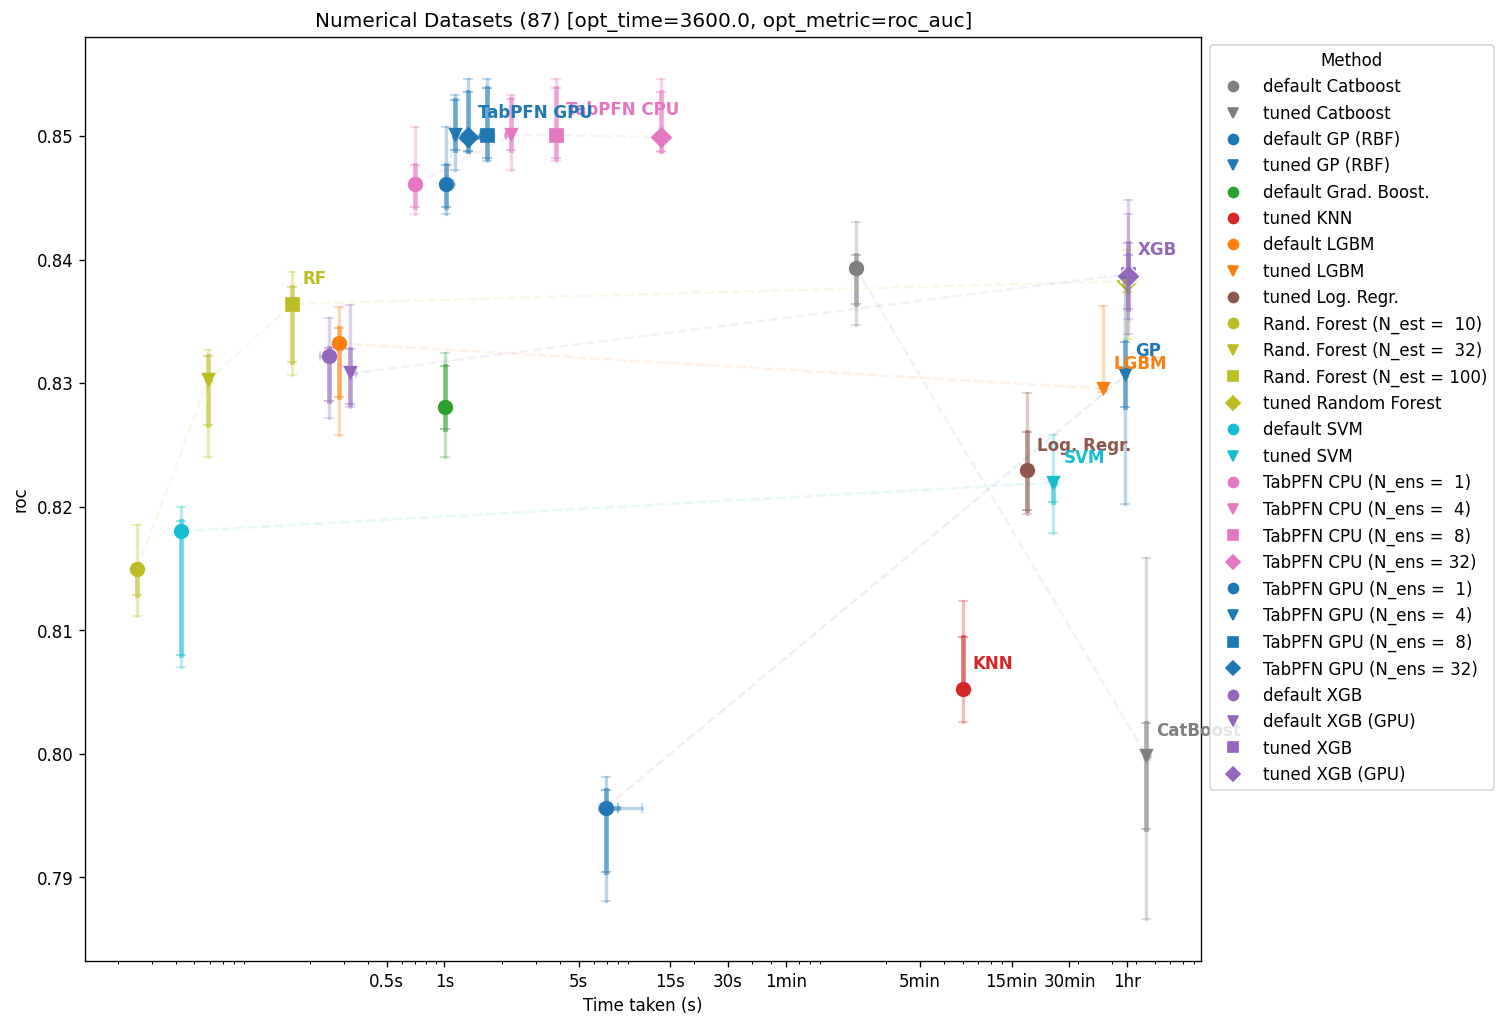 Numerical Datasets (87) [opt_time=3600.0, opt_metric=roc_auc]
roc
0.85
0.84
0.83
0.82
0.81
0.80
0.79
TabPFN GPU
TabPFN CPU
RF
XGB
GP
LGBM
Log. Regr.
SVM
KNN
CatBoost
0.5s 1s 5s 15s 30s 1min 5min 15min 30min 1hr
Time taken (s)
Method
default Catboost
tuned Catboost
default GP (RBF)
tuned GP (RBF)
default Grad. Boost.
tuned KNN
default LGBM
tuned LGBM
tuned Log. Regr.
Rand. Forest (N_est =  10)
Rand. Forest (N_est =  32)
Rand. Forest (N_est = 100)
tuned Random Forest
default SVM
tuned SVM
TabPFN CPU (N_ens =  1)
TabPFN CPU (N_ens =  4)
TabPFN CPU (N_ens =  8)
TabPFN CPU (N_ens = 32)
TabPFN GPU (N_ens =  1)
TabPFN GPU (N_ens =  4)
TabPFN GPU (N_ens =  8)
TabPFN GPU (N_ens = 32)
default XGB
default XGB (GPU)
tuned XGB
tuned XGB (GPU)